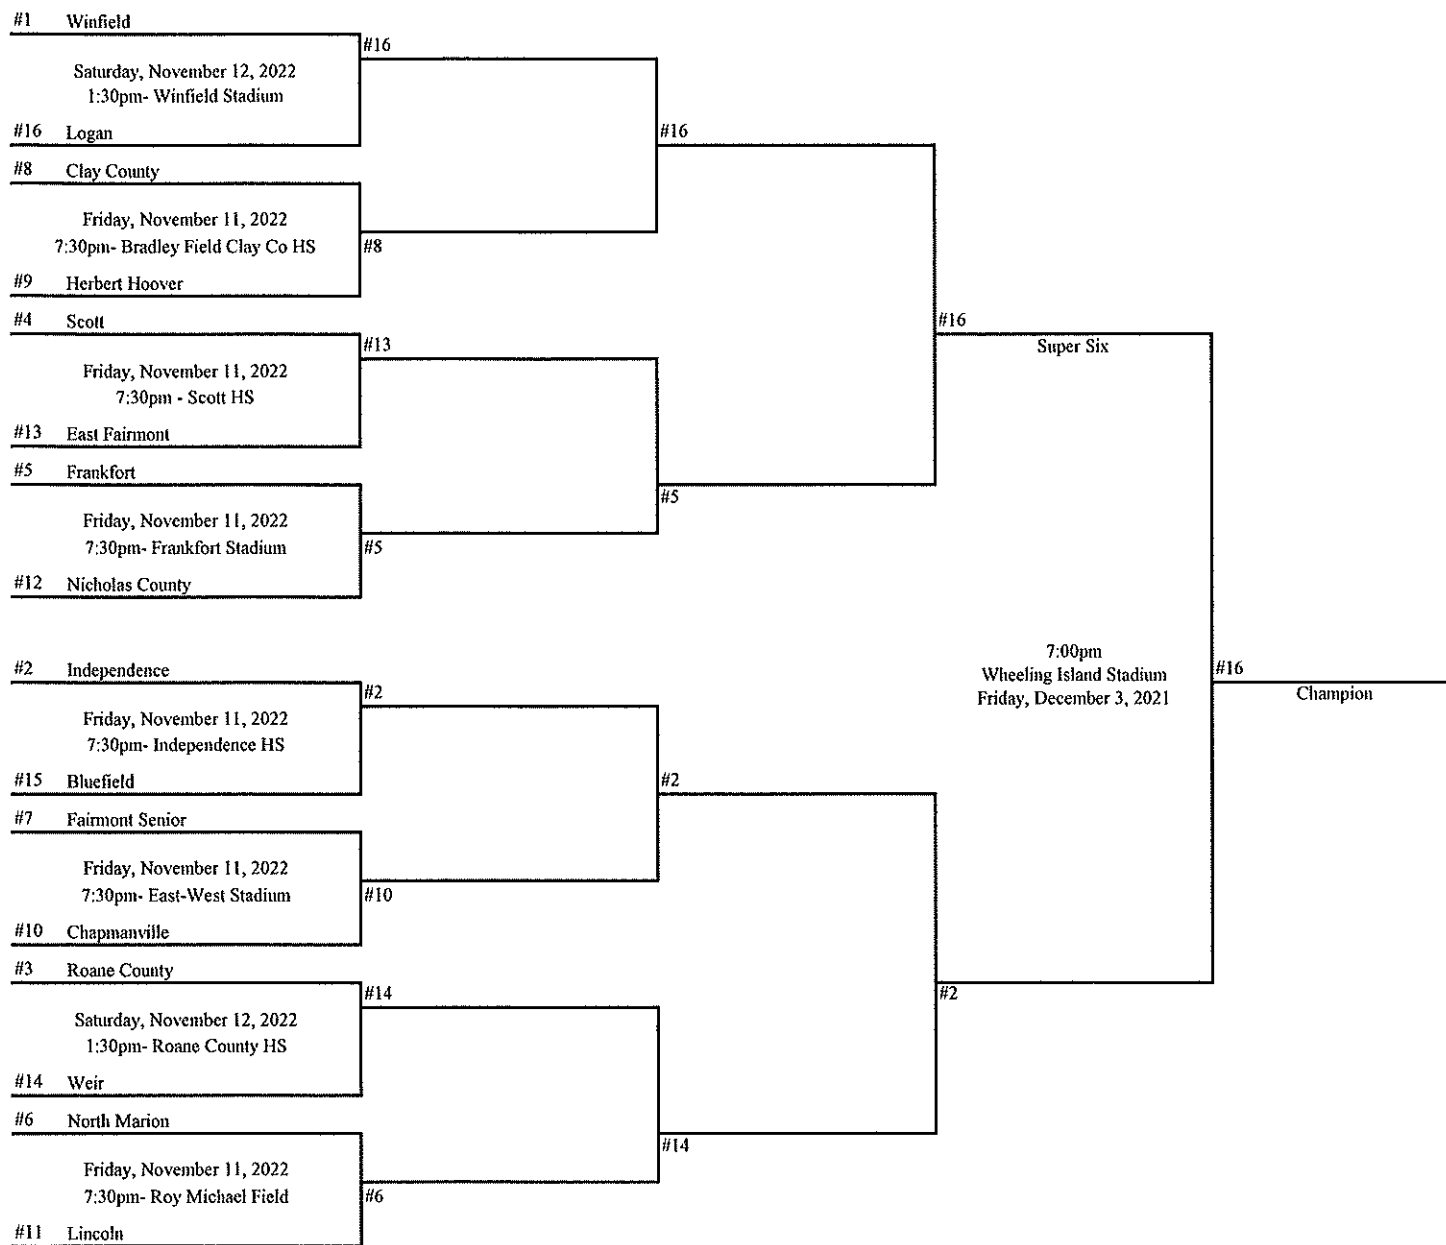 #1 Winfield
#16
Saturday, November 12, 2022
1:30pm- Winfield Stadium
#16 Logan
#16
#8 Clay County
Friday, November 11, 2022
7:30pm- Bradley Field Clay Co HS
#8
#9 Herbert Hoover
#4 Scott
#16
Super Six
#13
Friday, November 11, 2022
7:30pm - Scott HS
#13 East Fairmont
#5 Frankfort
#5
Friday, November 11, 2022
7:30pm- Frankfort Stadium
#5
#12 Nicholas County
7:00pm
Wheeling Island Stadium
Friday, December 3, 2021
#16
Champion
#2 Independence
#2
Friday, November 11, 2022
7:30pm- Independence HS
#15 Bluefield
#2
#7 Fairmont Senior
Friday, November 11, 2022
7:30pm- East-West Stadium
#10
#10 Chapmanville
#3 Roane County
#14
#2
Saturday, November 12, 2022
1:30pm- Roane County HS
#14 Weir
#6 North Marion
#14
Friday, November 11, 2022
7:30pm- Roy Michael Field
#6
#11 Lincoln